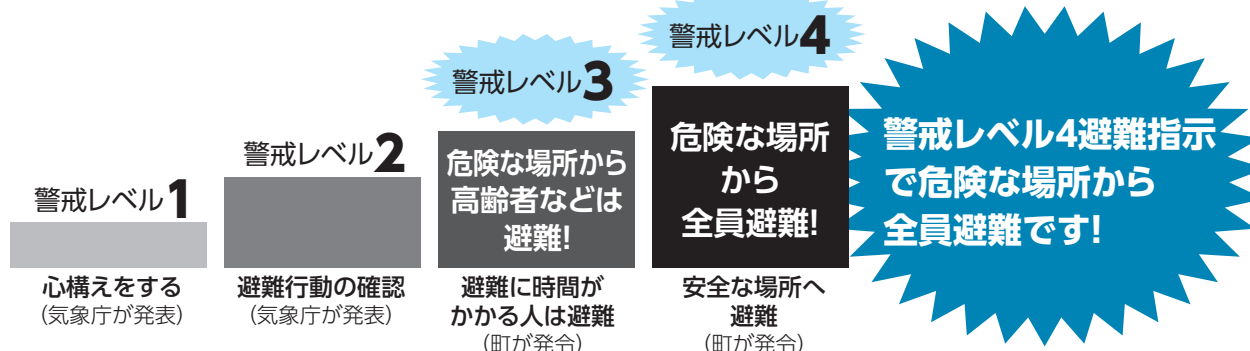 警戒レベル1
心構えをする
(気象庁が発表)
警戒レベル2
避難行動の確認
(気象庁が発表)
警戒レベル3
危険な場所から
高齢者などは
避難!
避難に時間が
かかる人は避難
(町が発令)
警戒レベル4
危険な場所
から
全員避難!
安全な場所へ
避難
(町が発令)
警戒レベル4避難指示
で危険な場所から
全員避難です!